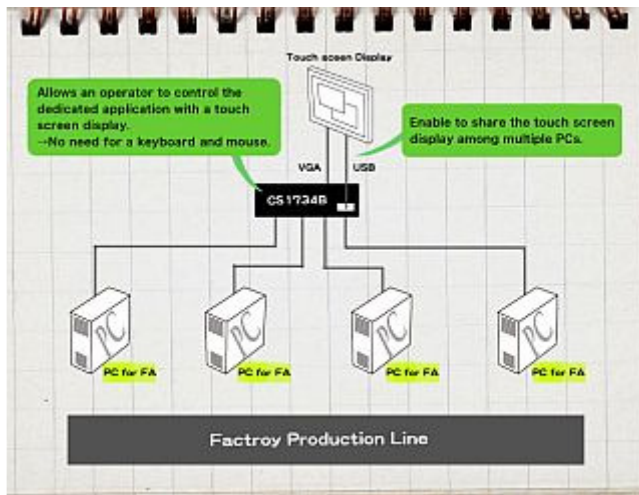 Touch sceen Display
Allows an operator to control the
dedicated application with a touch
screen display.
→No need for a keyboard and mouse.
Enable to share the touch screen
display among multiple PCs.
VGA USB
CS1734B
PC PC PC PC
PC for FA PC for FA PC for FA PC for FA
Factroy Production Line